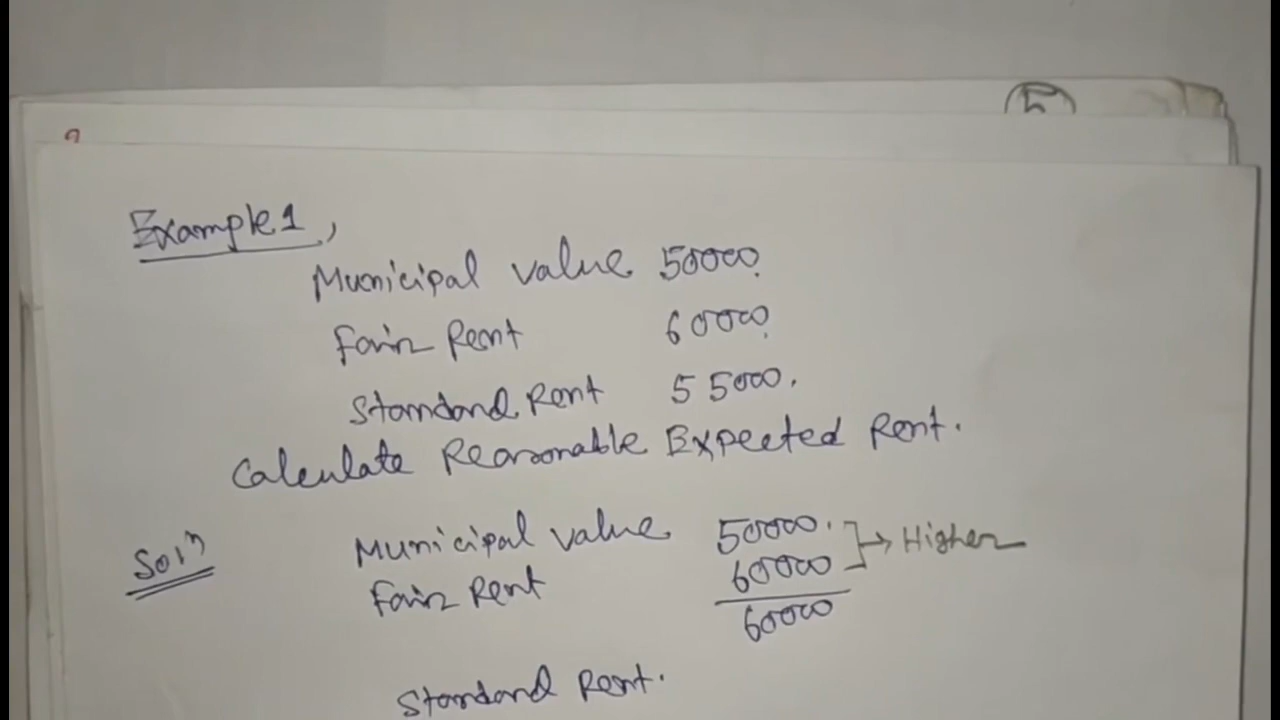 5
Example 1,
Municipal value 50000.
Fair Rent 60000.
Standard Rent 55000.
Calculate Reasonable Expected Rent.
Soln Municipal value 50000. → Higher
Fair Rent 60000
60000
Standard Rent.